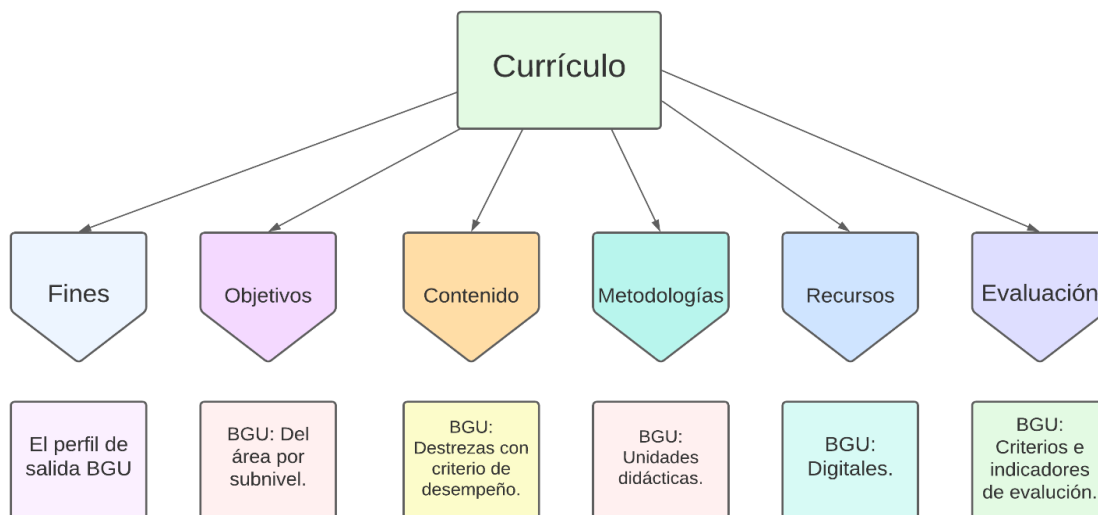 Currículo
Fines
Objetivos
Contenido
Metodologías
Recursos
Evaluación
El perfil de
salida BGU
BGU: Del
área por
subnivel.
BGU:
Destrezas con
criterio de
desempeño.
BGU:
Unidades
didácticas.
BGU:
Digitales.
BGU:
Criterios e
indicadores
de evalución.